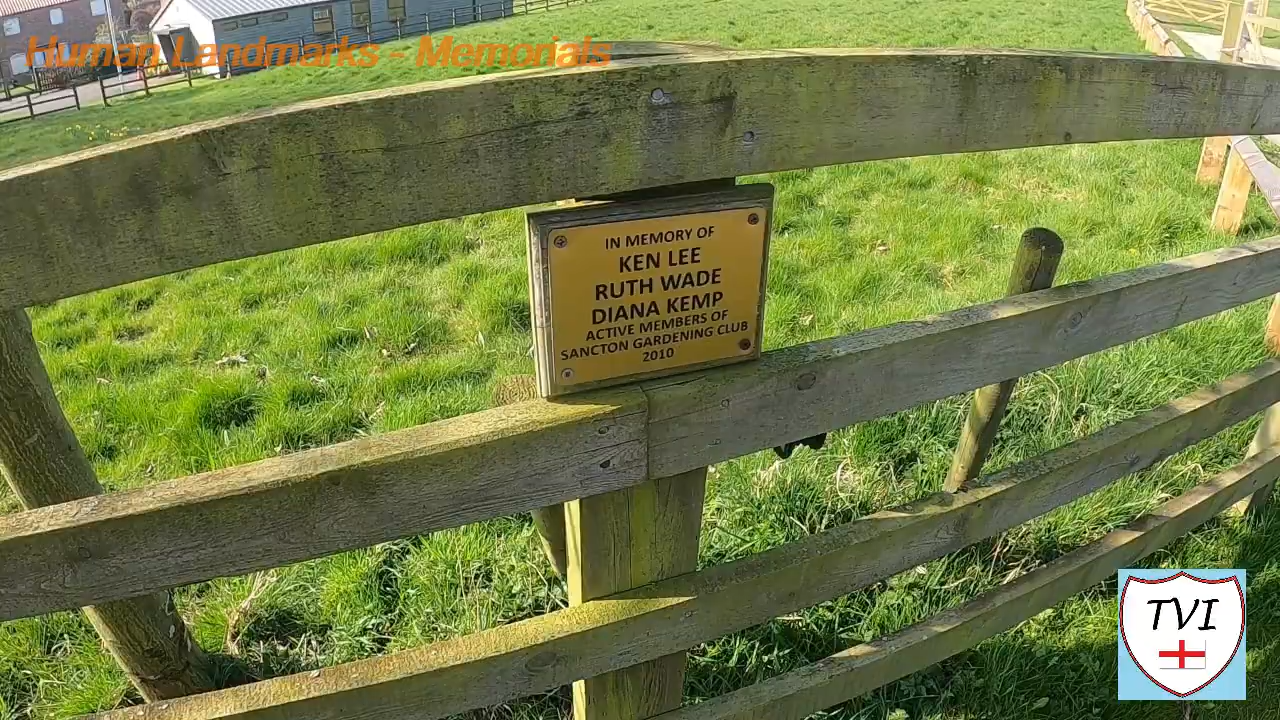 Human Landmarks - Memorials
IN MEMORY OF
KEN LEE
RUTH WADE
DIANA KEMP
ACTIVE MEMBERS OF
SANCTON GARDENING CLUB
2010
TVI